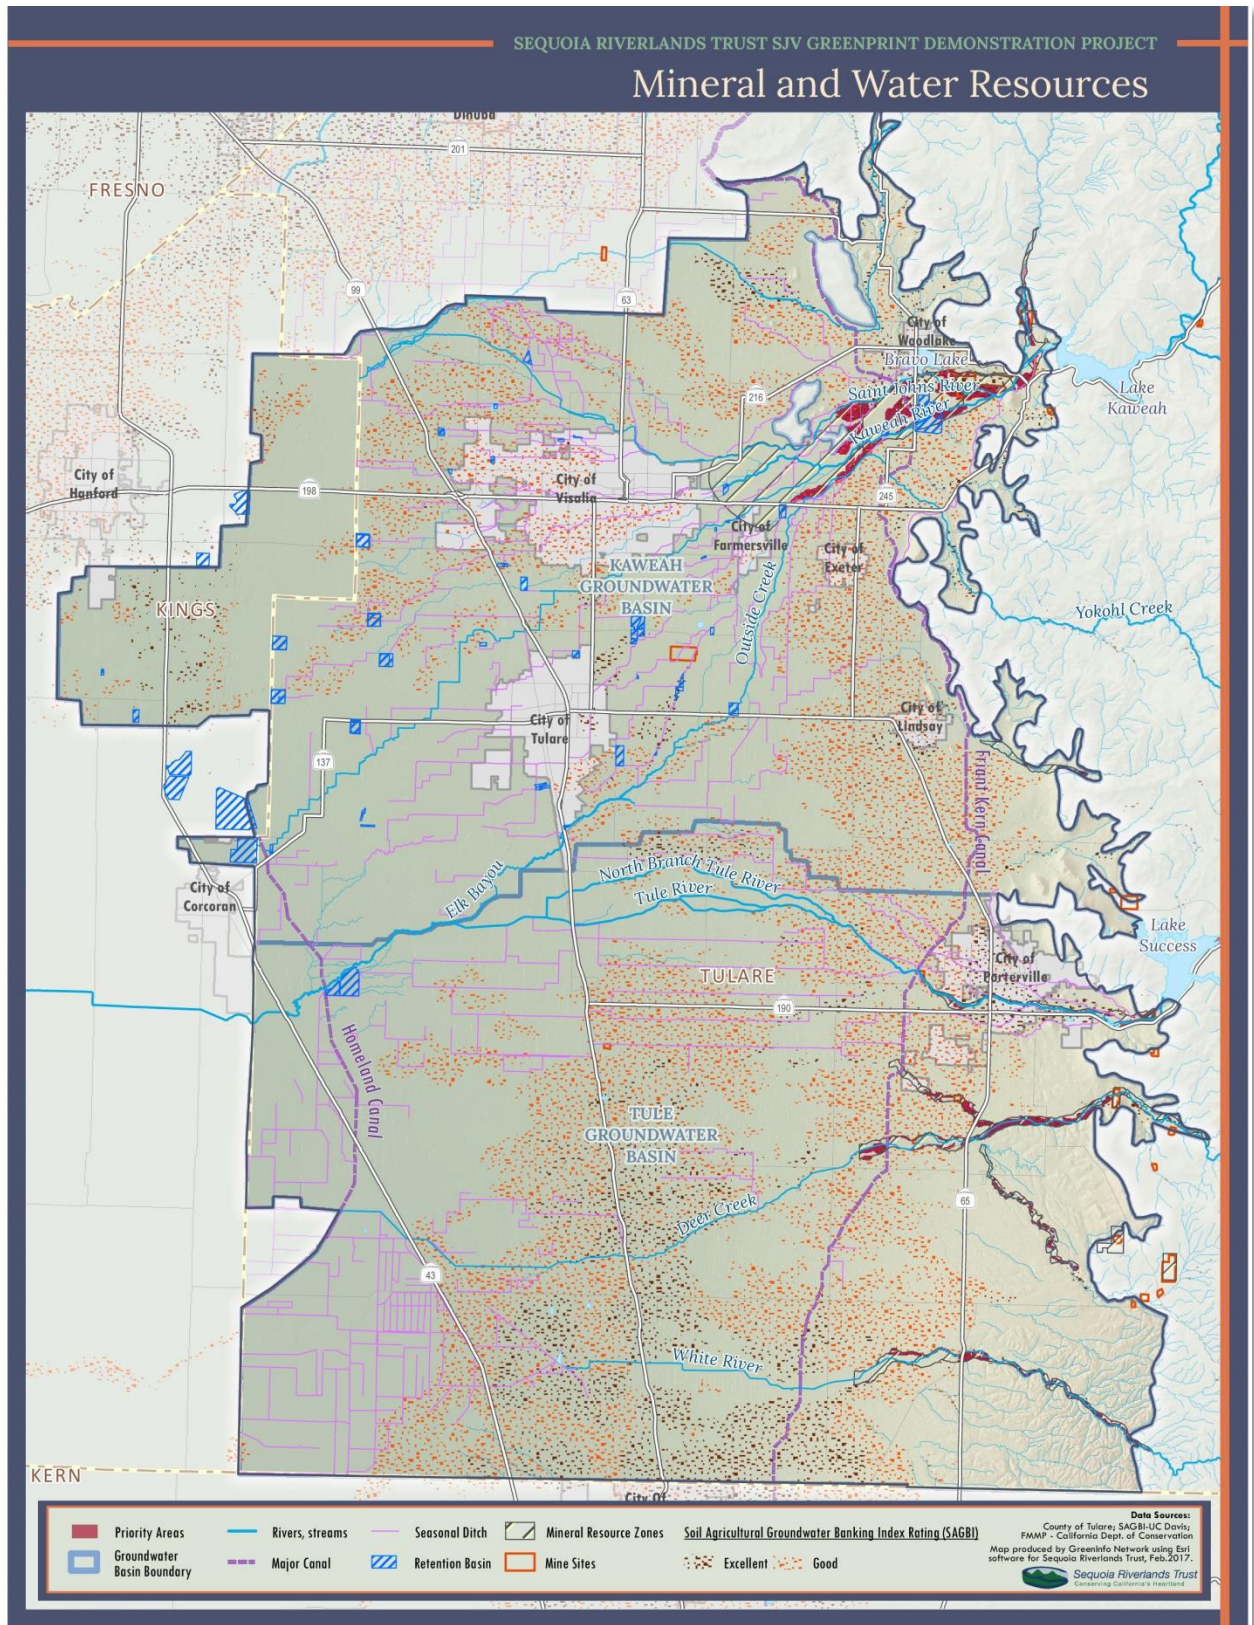 SEQUOIA RIVERLANDS TRUST SJV GREENPRINT DEMONSTRATION PROJECT
Mineral and Water Resources
Dinuba
201
FRESNO
99
63
City of
Woodlake
Bravo Lake
Saint Johns River
Lake
Kaweah
216
Kaweah River
City of
Hanford
198
City of
Visalia
245
City of
Farmersville
City of
Exeter
KAWEAH
GROUNDWATER
BASIN
KINGS
Outside Creek
Yokohl Creek
City of
Tulare
City of
Lindsay
137
Friant Kern Canal
City of
Corcoran
Elk Bayou
North Branch Tule River
Tule River
Lake
Success
City of
Porterville
TULARE
190
Homeland Canal
TULE
GROUNDWATER
BASIN
65
Deer Creek
43
White River
KERN
City Of
Priority Areas
Groundwater
Basin Boundary
Rivers, streams
Major Canal
Seasonal Ditch
Retention Basin
Mineral Resource Zones
Mine Sites
Soil Agricultural Groundwater Banking Index Rating (SAGBI)
Excellent
Good
Data Sources:
County of Tulare; SAGBI-UC Davis;
FMMP - California Dept. of Conservation
Map produced by GreenInfo Network using Esri
software for Sequoia Riverlands Trust, Feb.2017.
Sequoia Riverlands Trust
Conserving California's Heartland